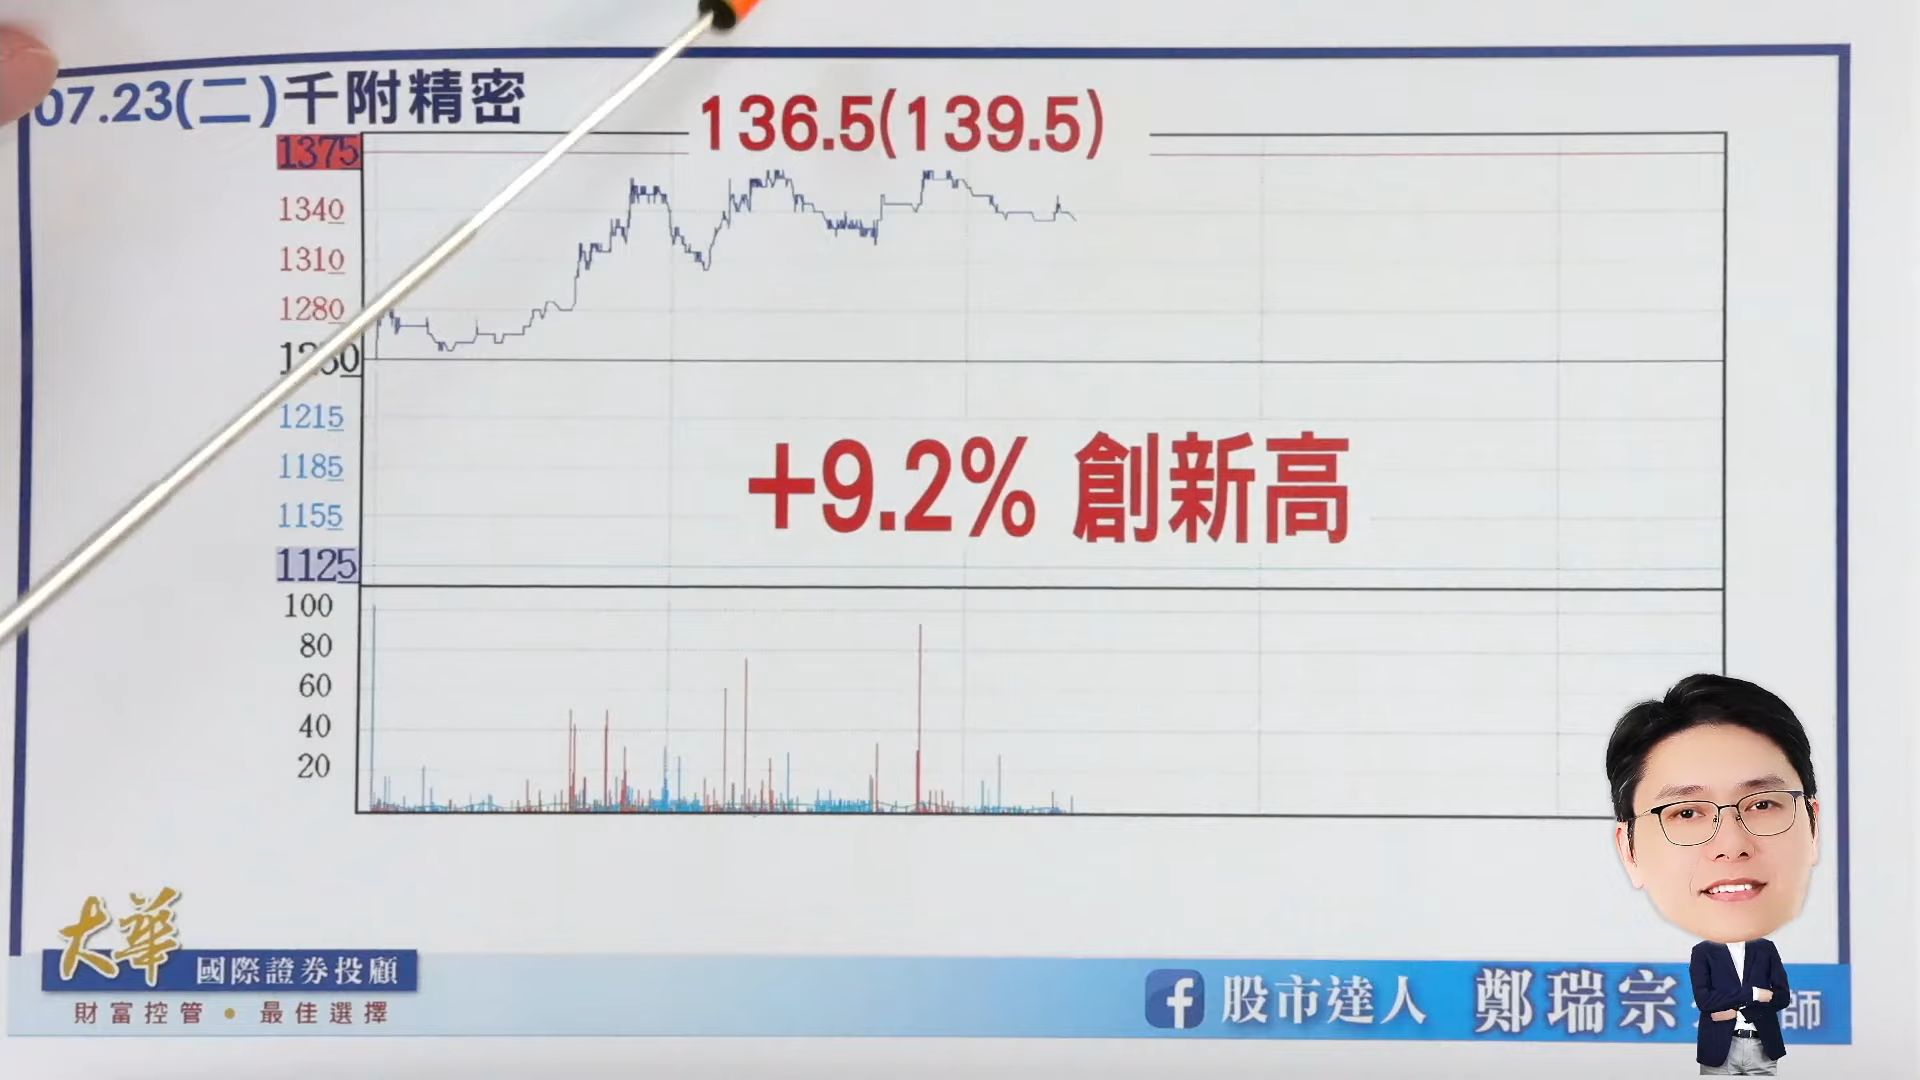 07.23(二)千附精密
136.5(139.5)
1375
1340
1310
1280
1215
1185
1155
1125
+9.2% 創新高
100
80
60
40
20
大華
國際證券投顧
財富控管・最佳選擇
股市達人 鄭瑞宗
師